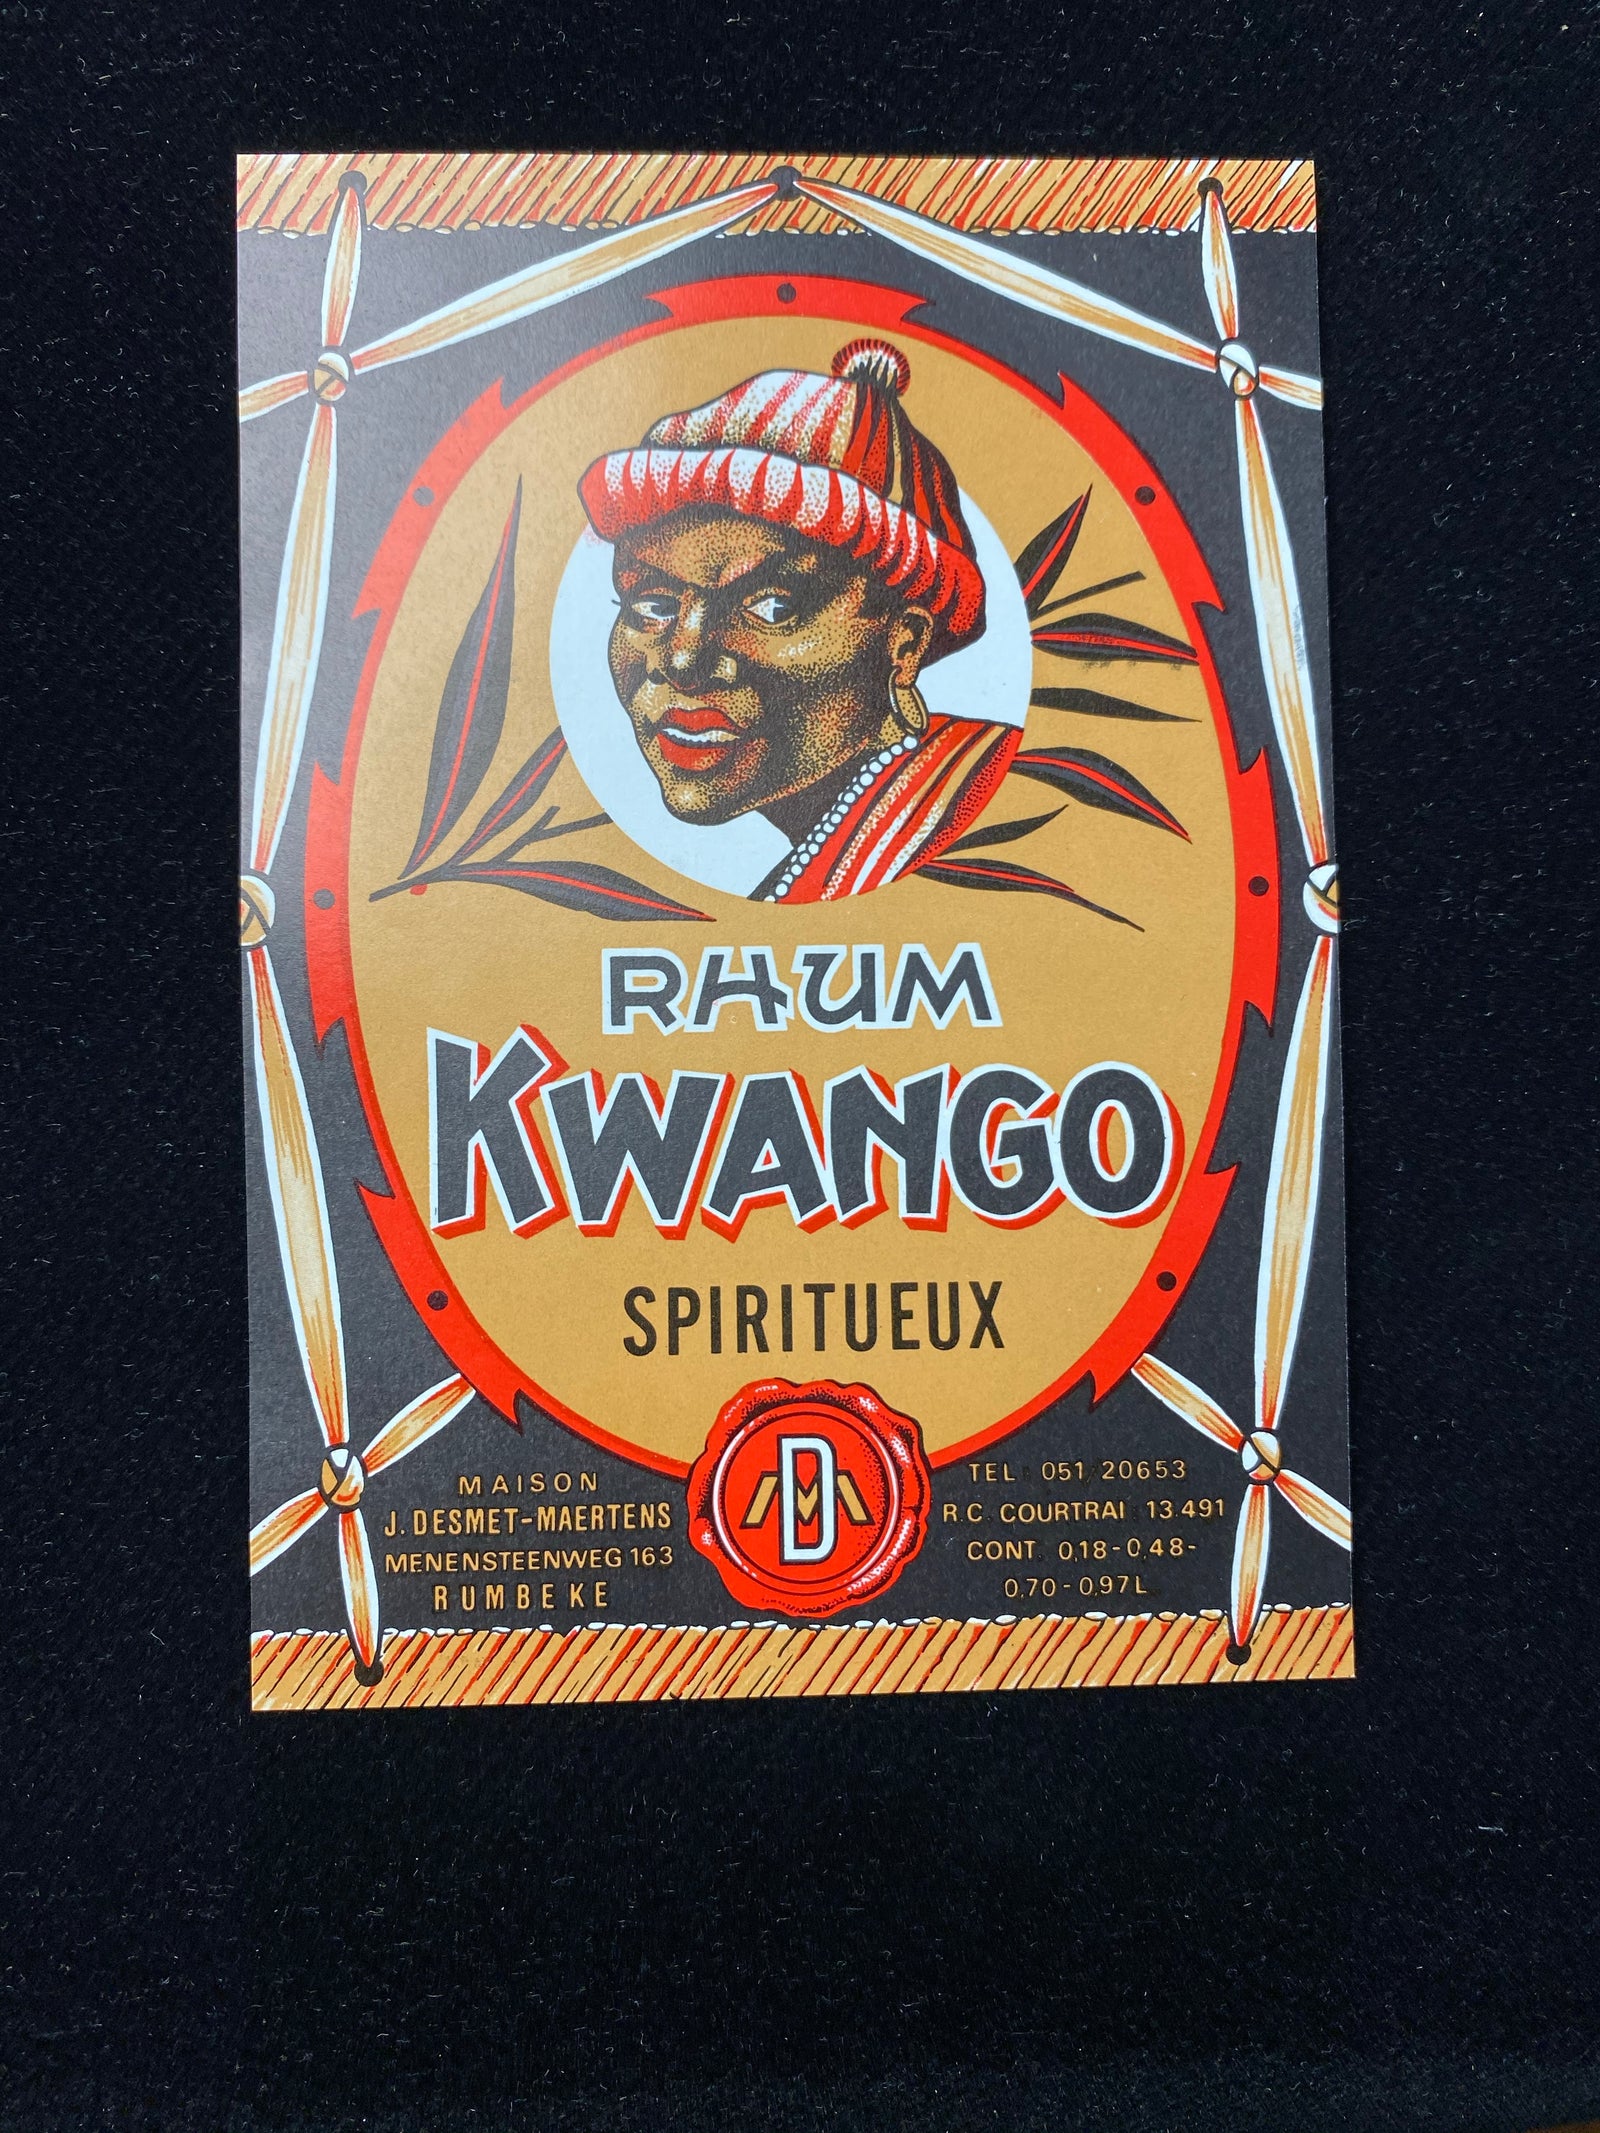 RHUM
KWANGO
SPIRITUEUX
MAISON
J. DESMET-MAERTENS
MENENSTEENWEG 163
RUMBEKE
DM
TEL 051/20653
R.C. COURTRAI 13.491
CONT. 0,18-0,48-
0,70-0,97L